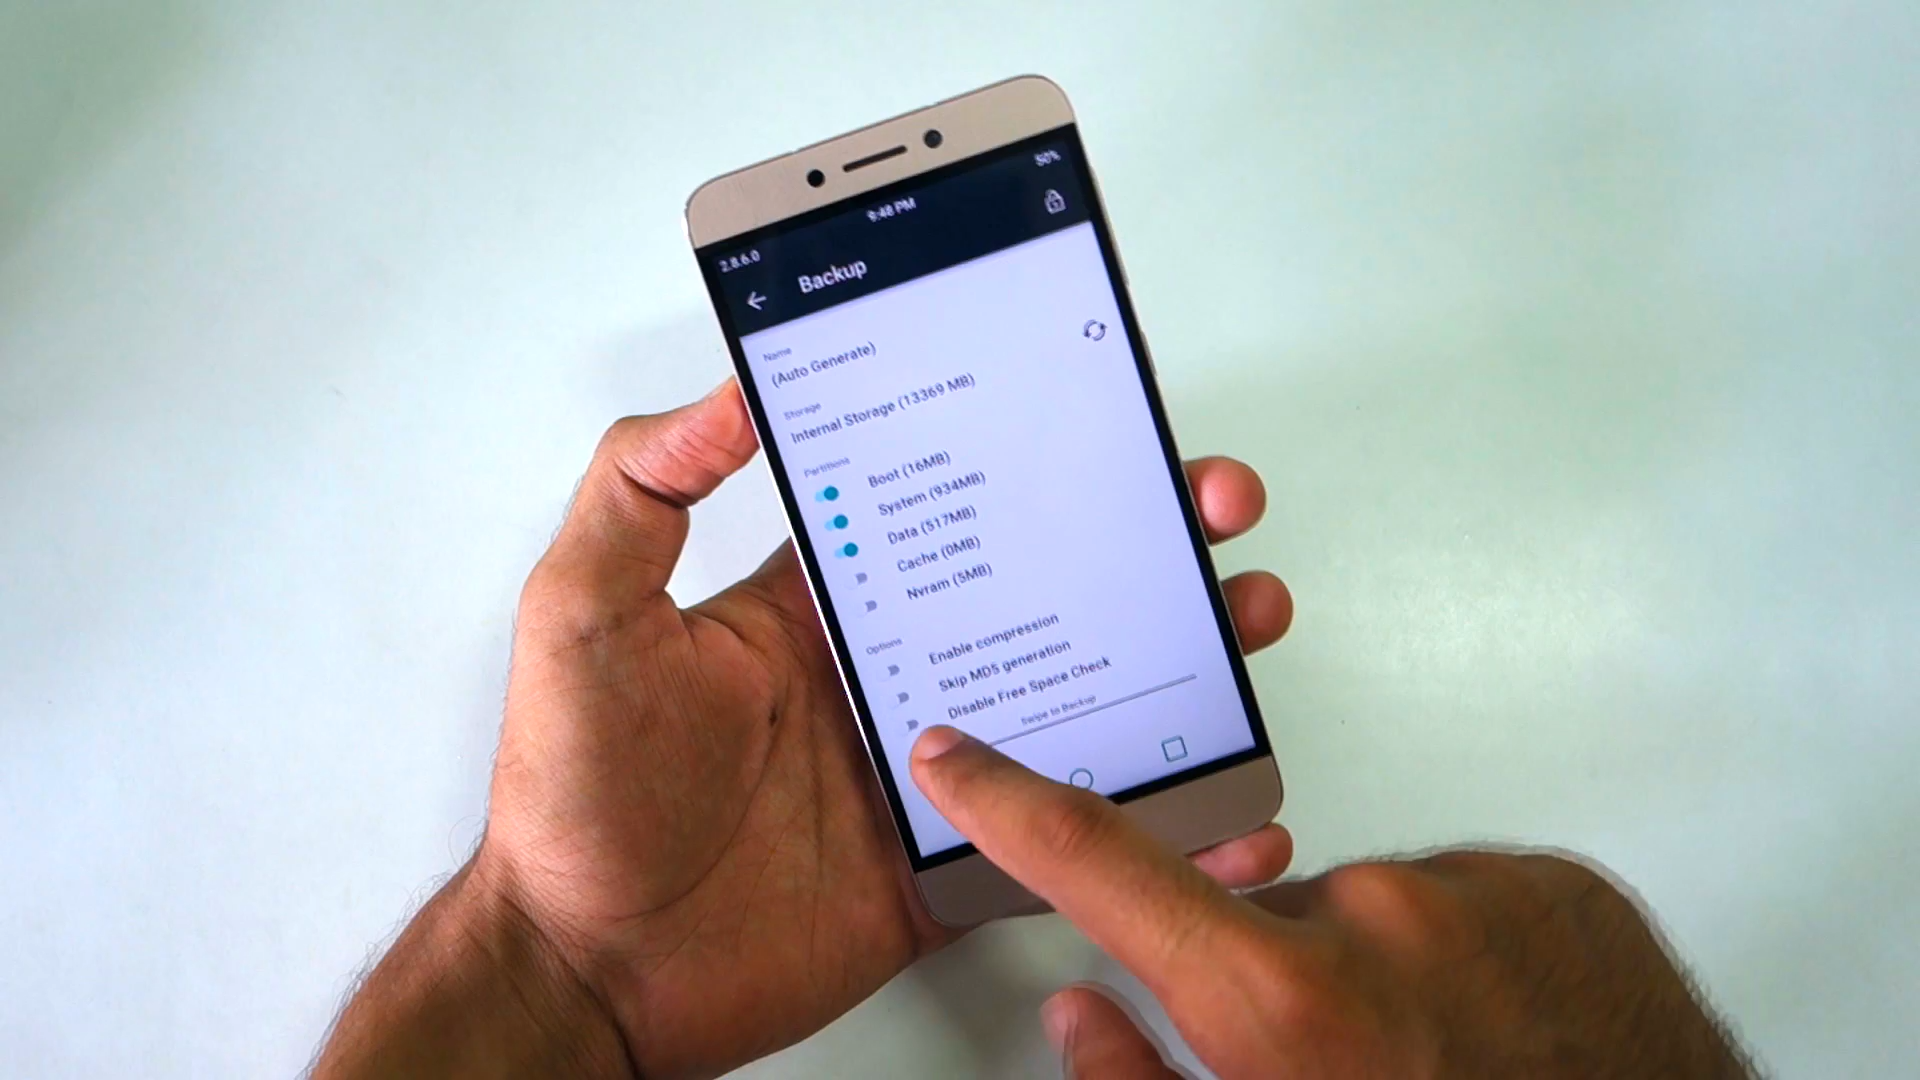 9:48 PM
50%
2.8.6.0
Backup
Name
(Auto Generate)
Storage
Internal Storage (13369 MB)
Partitions
Boot (16MB)
System (934MB)
Data (517MB)
Cache (0MB)
Nvram (5MB)
Options
Enable compression
Skip MD5 generation
Disable Free Space Check
Swipe to Backup